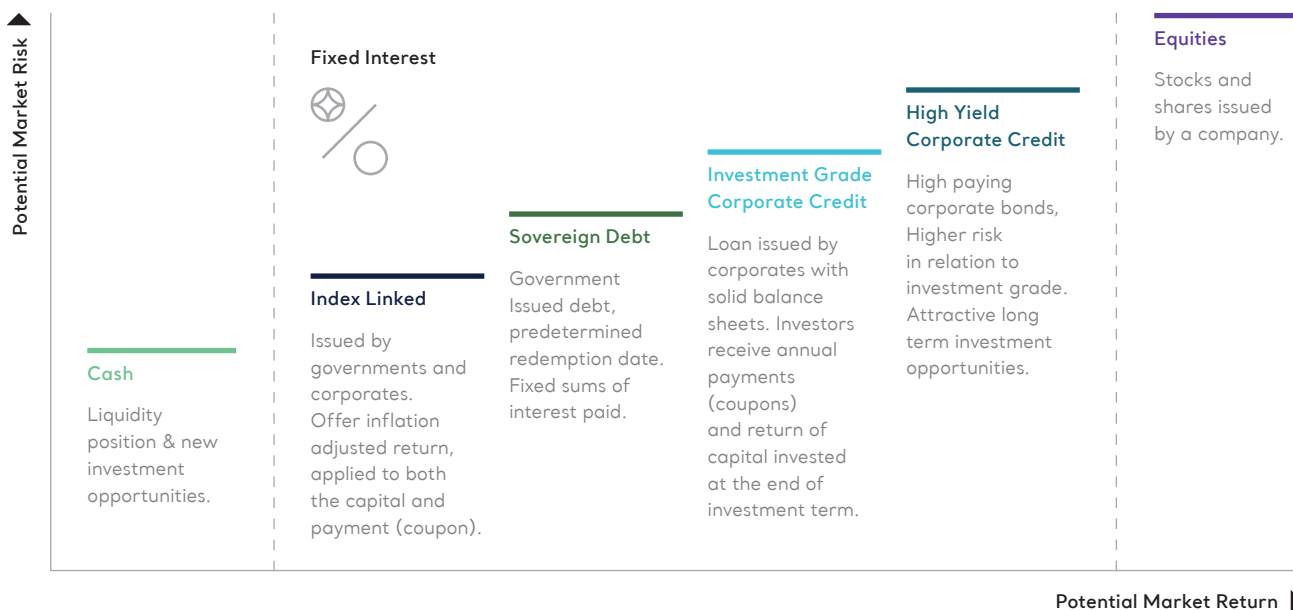 Potential Market Risk
Fixed Interest
Cash
Liquidity
position & new
investment
opportunities.
Index Linked
Issued by
governments and
corporates.
Offer inflation
adjusted return,
applied to both
the capital and
payment (coupon).
Sovereign Debt
Government
Issued debt,
predetermined
redemption date.
Fixed sums of
interest paid.
Investment Grade
Corporate Credit
Loan issued by
corporates with
solid balance
sheets. Investors
receive annual
payments
(coupons)
and return of
capital invested
at the end of
investment term.
High Yield
Corporate Credit
High paying
corporate bonds,
Higher risk
in relation to
investment grade.
Attractive long
term investment
opportunities.
Equities
Stocks and
shares issued
by a company.
Potential Market Return